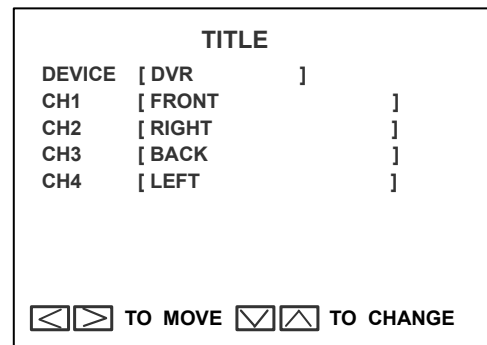 TITLE
DEVICE [ DVR ]
CH1 [ FRONT ]
CH2 [ RIGHT ]
CH3 [ BACK ]
CH4 [ LEFT ]
TO MOVE TO CHANGE